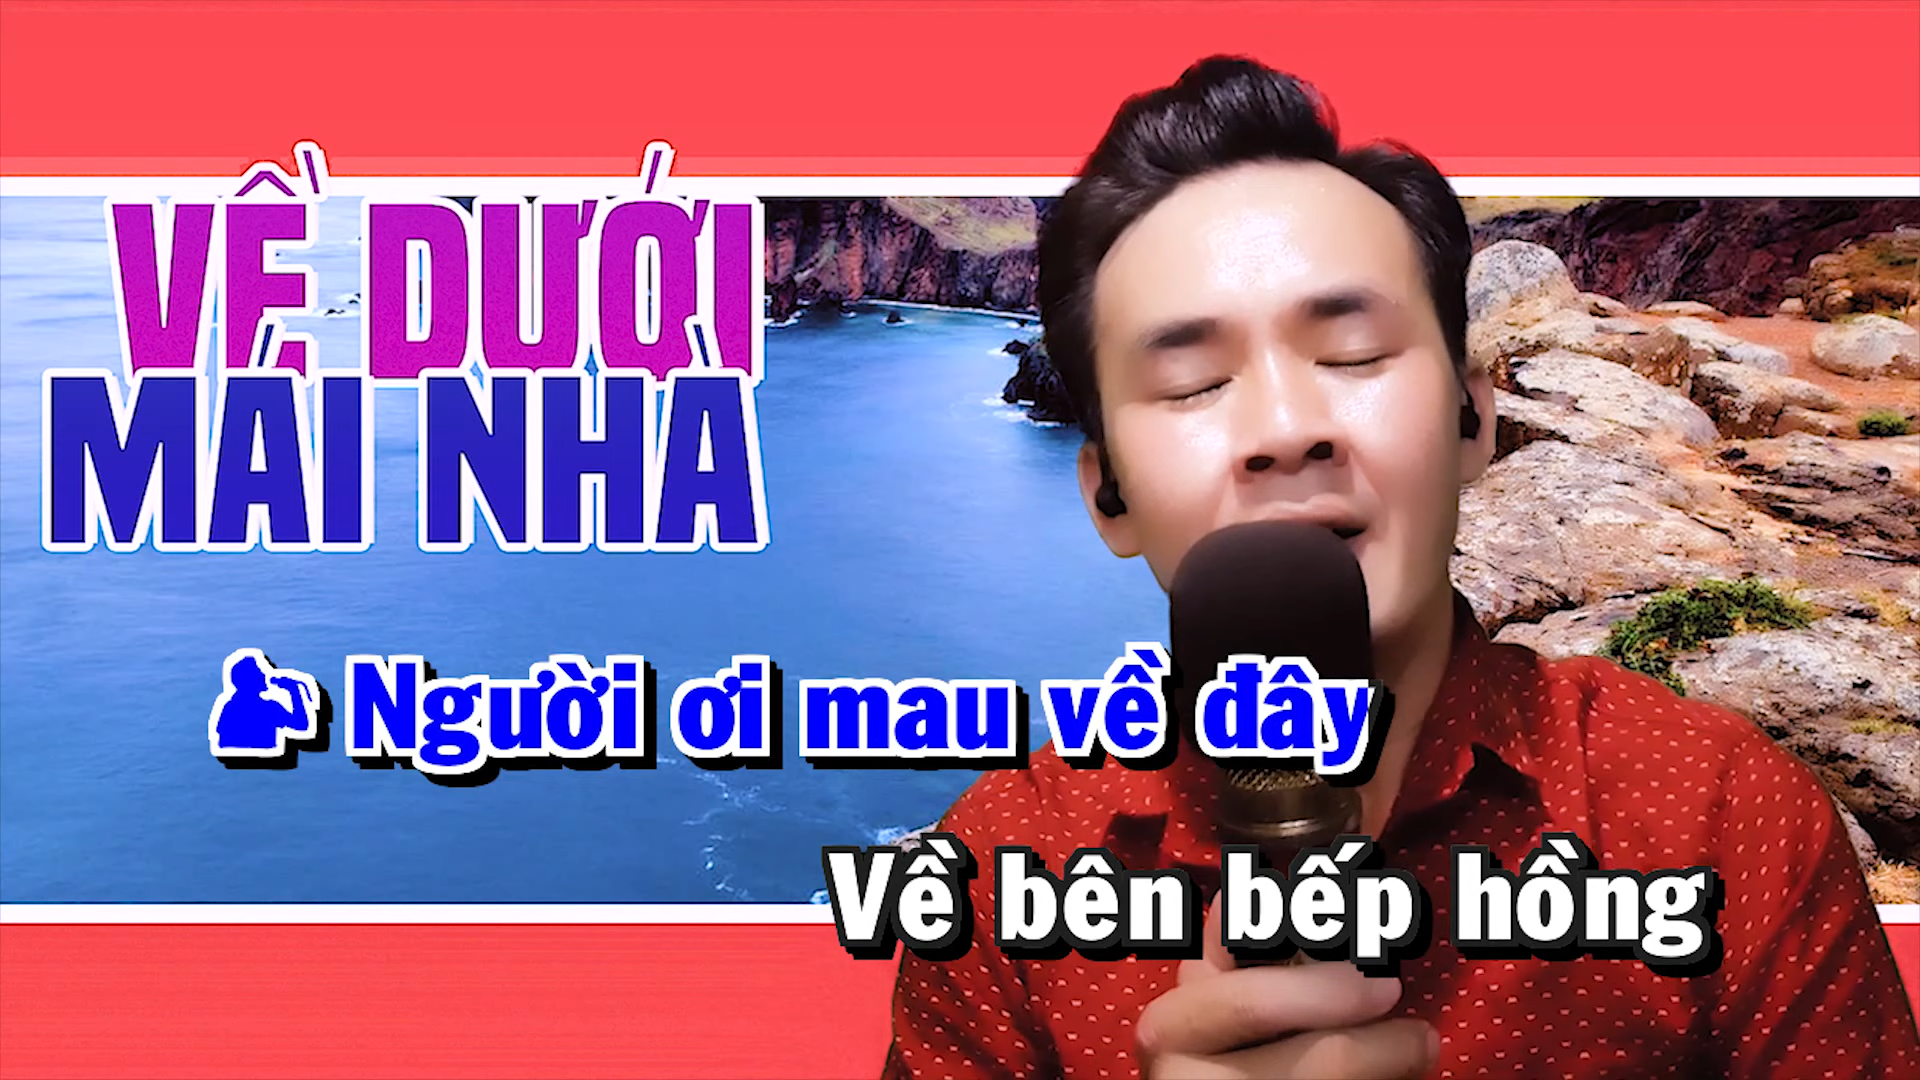 VỀ DƯỚI
MÁI NHÀ
Người ơi mau về đây
Về bên bếp hồng